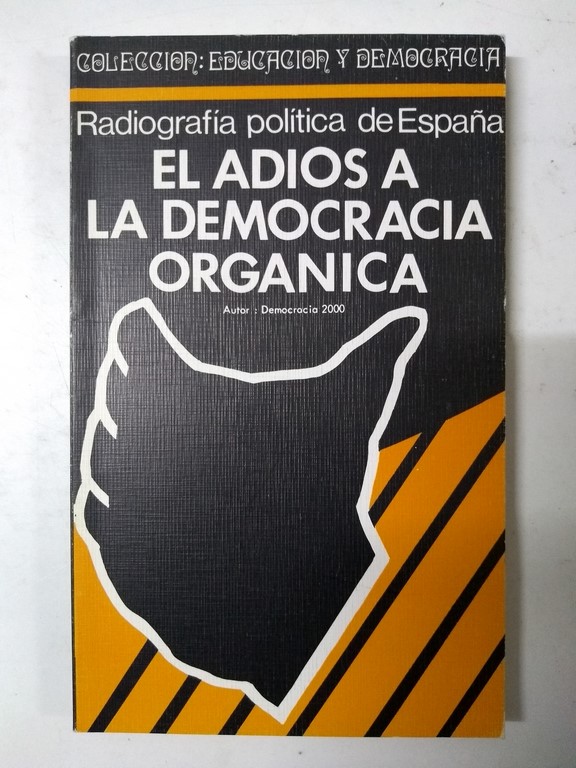 COLECCION: EDUCACION Y DEMOCRACIA
Radiografía política de España
EL ADIOS A
LA DEMOCRACIA
ORGANICA
Autor : Democracia 2000